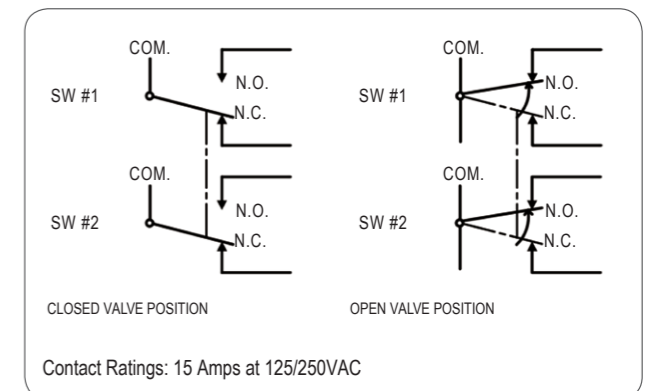 COM. COM.
SW #1 N.O. SW #1 N.O.
N.C. N.C.
COM. COM.
SW #2 N.O. SW #2 N.O.
N.C. N.C.
CLOSED VALVE POSITION OPEN VALVE POSITION
Contact Ratings: 15 Amps at 125/250VAC